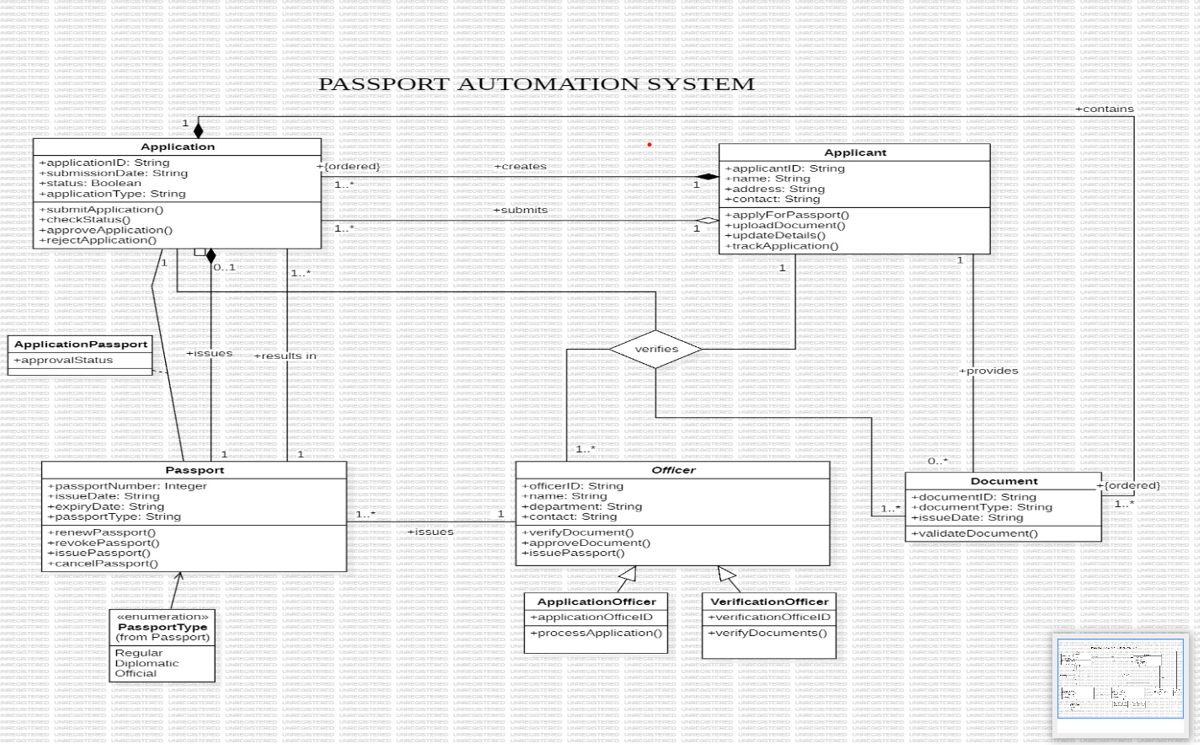 PASSPORT AUTOMATION SYSTEM
+contains
1
Application
+applicationID: String
+submissionDate: String
+status: Boolean
+applicationType: String
+submitApplication()
+checkStatus()
+approveApplication()
+rejectApplication()
+{ordered}
1..*
+creates
1
1..*
+submits
1
Applicant
+applicantID: String
+name: String
+address: String
+contact: String
+applyForPassport()
+uploadDocument()
+updateDetails()
+trackApplication()
1
0..1
1..*
1
1
ApplicationPassport
+approvalStatus
+issues
+results in
verifies
+provides
1
1
1..*
0..*
Passport
+passportNumber: Integer
+issueDate: String
+expiryDate: String
+passportType: String
+renewPassport()
+revokePassport()
+issuePassport()
+cancelPassport()
1..*
+issues
1
Officer
+officerID: String
+name: String
+department: String
+contact: String
+verifyDocument()
+approveDocument()
+issuePassport()
1..*
Document
+documentID: String
+documentType: String
+issueDate: String
+validateDocument()
+{ordered}
1..*
ApplicationOfficer
+applicationOfficeID
+processApplication()
VerificationOfficer
+verificationOfficeID
+verifyDocuments()
«enumeration»
PassportType
(from Passport)
Regular
Diplomatic
Official
UNREGISTERED